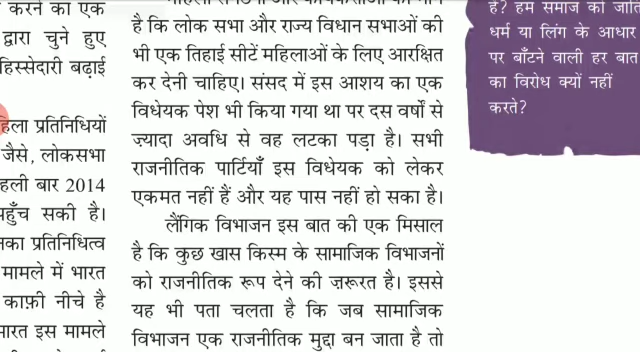 करने का एक
द्वारा चुने हुए
हिस्सेदारी बढ़ाई
महिला प्रतिनिधियों
जैसे, लोकसभा
2014
पहुँच सकी है।
प्रतिनिधित्व
मामले में भारत
काफ़ी नीचे है
भारत इस मामले
है कि लोक सभा और राज्य विधान सभाओं की
भी एक तिहाई सीटें महिलाओं के लिए आरक्षित
कर देनी चाहिए। संसद में इस आशय का एक
विधेयक पेश भी किया गया था पर दस वर्षों से
ज्यादा अवधि से वह लटका पड़ा है। सभी
राजनीतिक पार्टियाँ इस विधेयक को लेकर
एकमत नहीं हैं और यह पास नहीं हो सका है।
लैंगिक विभाजन इस बात की एक मिसाल
है कि कुछ खास किस्म के सामाजिक विभाजनों
को राजनीतिक रूप देने की ज़रूरत है। इससे
यह भी पता चलता है कि जब सामाजिक
विभाजन एक राजनीतिक मुद्दा बन जाता है तो
है? हम समाज को जाति
धर्म या लिंग के आधार
पर बाँटने वाली हर बात
का विरोध क्यों नहीं
करते?